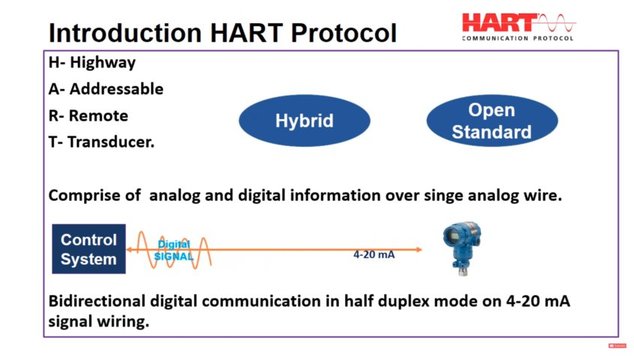 Introduction HART Protocol
HART
COMMUNICATION PROTOCOL
H- Highway
A- Addressable
R- Remote
T- Transducer.
Hybrid
Open
Standard
Comprise of analog and digital information over singe analog wire.
Control
System
Digital
SIGNAL
4-20 mA
Bidirectional digital communication in half duplex mode on 4-20 mA
signal wiring.